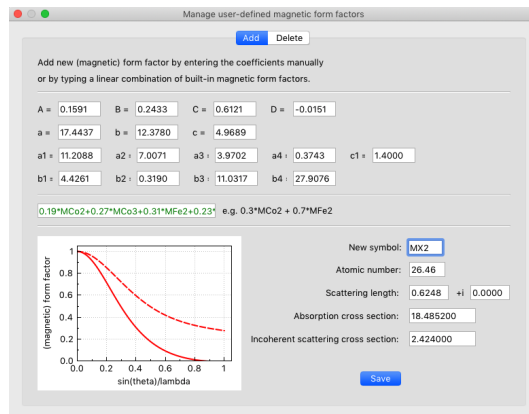 Manage user-defined magnetic form factors
Add Delete
Add new (magnetic) form factor by entering the coefficients manually
or by typing a linear combination of built-in magnetic form factors.
A = 0.1591 B = 0.2433 C = 0.6121 D = -0.0151
a = 17.4437 b = 12.3780 c = 4.9689
a1 = 11.2088 a2 : 7.0071 a3 : 3.9702 a4 : 0.3743 c1 = 1.4000
b1 = 4.4261 b2 : 0.3190 b3 : 11.0317 b4 : 27.9076
0.19*MCo2+0.27*MCo3+0.31*MFe2+0.23* e.g. 0.3*MCo2 + 0.7*MFe2
(magnetic) form factor
1
0.8
0.6
0.4
0.2
0.0
0.0 0.2 0.4 0.6 0.8 1
sin(theta)/lambda
New symbol: MX2
Atomic number: 26.46
Scattering length: 0.6248 +i 0.0000
Absorption cross section: 18.485200
Incoherent scattering cross section: 2.424000
Save